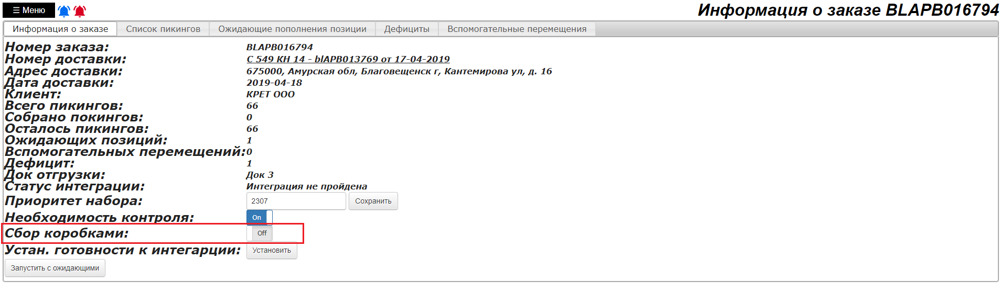 ☰ Меню
Информация о заказе BLAPB016794
Информация о заказе Список пикингов Ожидающие пополнения позиции Дефициты Вспомогательные перемещения
Номер заказа: BLAPB016794
Номер доставки: С 549 КН 14 - blAPB013769 от 17-04-2019
Адрес доставки: 675000, Амурская обл, Благовещенск г, Кантемирова ул, д. 16
Дата доставки: 2019-04-18
Клиент: КРЕТ ООО
Всего пикингов: 66
Собрано покингов: 0
Осталось пикингов: 66
Ожидающих позиций: 1
Вспомогательных перемещений: 0
Дефицит: 1
Док отгрузки: Док 3
Статус интеграции: Интеграция не пройдена
Приоритет набора: 2307 Сохранить
Необходимость контроля: On
Сбор коробками: Off
Устан. готовности к интегарции: Установить
Запустить с ожидающими